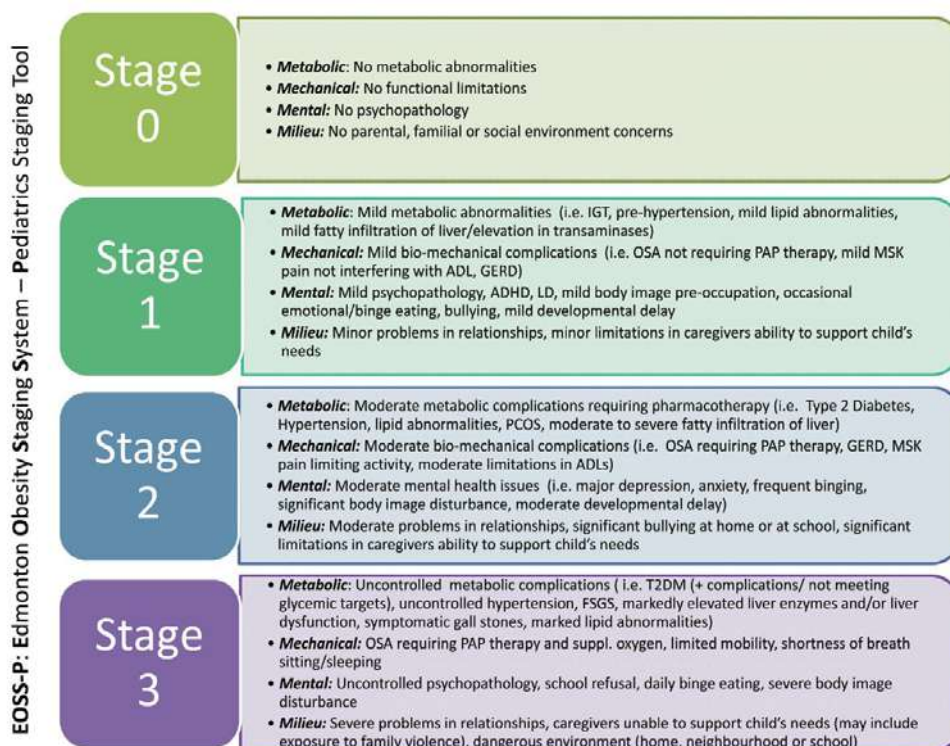 EOSS-P: Edmonton Obesity Staging System – Pediatrics Staging Tool
Stage
0
• Metabolic: No metabolic abnormalities
• Mechanical: No functional limitations
• Mental: No psychopathology
• Milieu: No parental, familial or social environment concerns
Stage
1
• Metabolic: Mild metabolic abnormalities (i.e. IGT, pre-hypertension, mild lipid abnormalities,
mild fatty infiltration of liver/elevation in transaminases)
• Mechanical: Mild bio-mechanical complications (i.e. OSA not requiring PAP therapy, mild MSK
pain not interfering with ADL, GERD)
• Mental: Mild psychopathology, ADHD, LD, mild body image pre-occupation, occasional
emotional/binge eating, bullying, mild developmental delay
• Milieu: Minor problems in relationships, minor limitations in caregivers ability to support child's
needs
Stage
2
• Metabolic: Moderate metabolic complications requiring pharmacotherapy (i.e. Type 2 Diabetes,
Hypertension, lipid abnormalities, PCOS, moderate to severe fatty infiltration of liver)
• Mechanical: Moderate bio-mechanical complications (i.e. OSA requiring PAP therapy, GERD, MSK
pain limiting activity, moderate limitations in ADLs)
• Mental: Moderate mental health issues (i.e. major depression, anxiety, frequent binging,
significant body image disturbance, moderate developmental delay)
• Milieu: Moderate problems in relationships, significant bullying at home or at school, significant
limitations in caregivers ability to support child's needs
Stage
3
• Metabolic: Uncontrolled metabolic complications ( i.e. T2DM (+ complications/ not meeting
glycemic targets), uncontrolled hypertension, FSGS, markedly elevated liver enzymes and/or liver
dysfunction, symptomatic gall stones, marked lipid abnormalities)
• Mechanical: OSA requiring PAP therapy and suppl. oxygen, limited mobility, shortness of breath
sitting/sleeping
• Mental: Uncontrolled psychopathology, school refusal, daily binge eating, severe body image
disturbance
• Milieu: Severe problems in relationships, caregivers unable to support child's needs (may include
exposure to family violence), dangerous environment (home, neighbourhood or school)